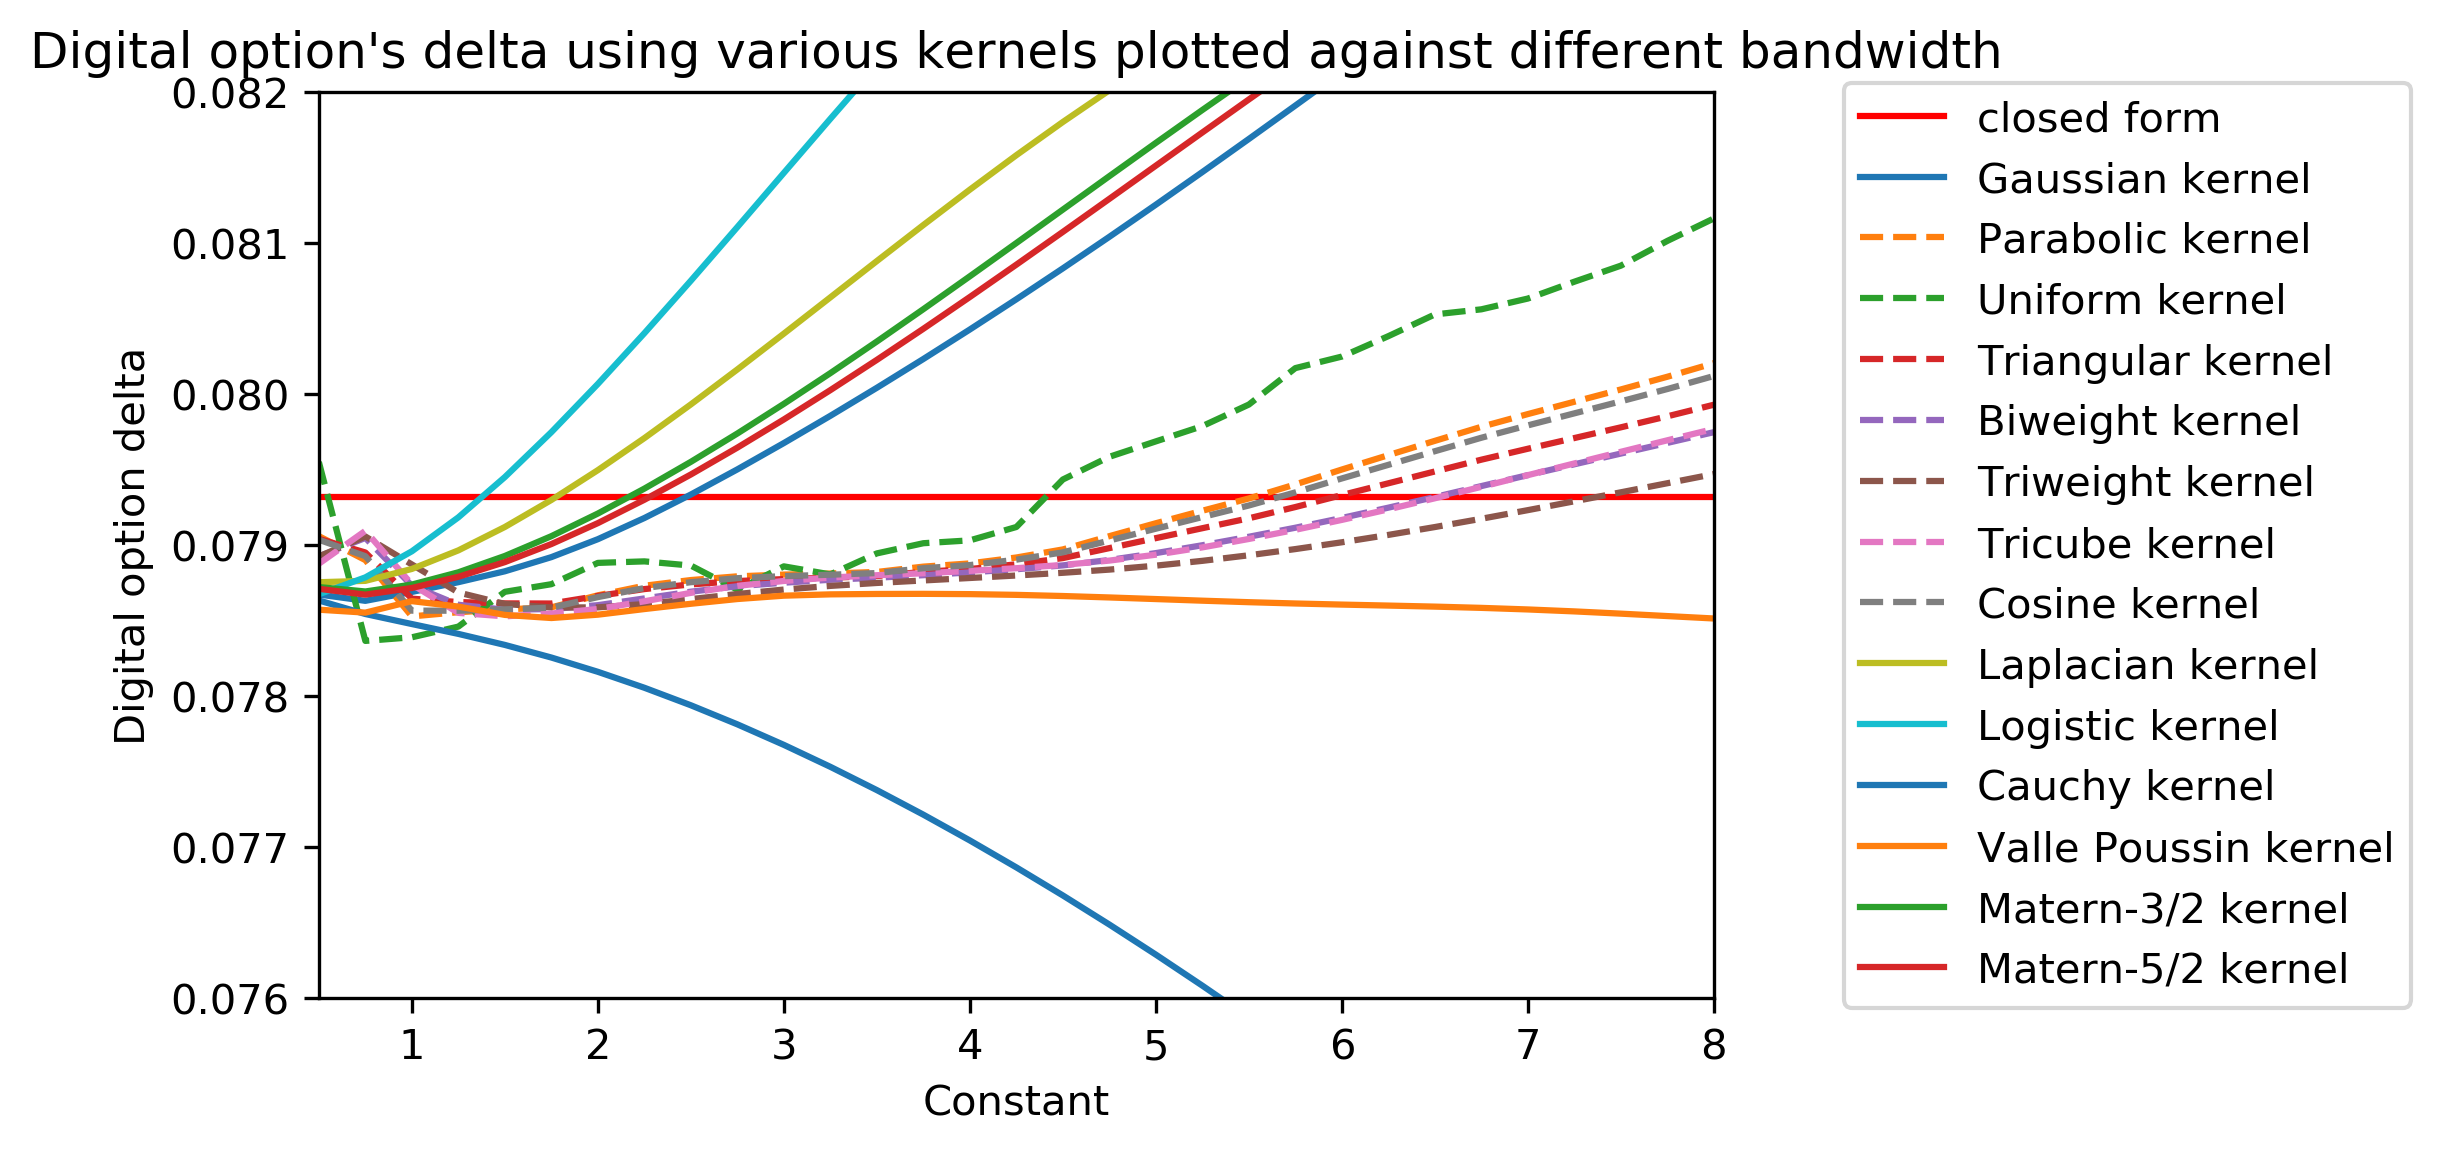 Digital option's delta using various kernels plotted against different bandwidth
0.082
0.081
0.080
0.079
0.078
0.077
0.076
Digital option delta
1 2 3 4 5 6 7 8
Constant
closed form
Gaussian kernel
Parabolic kernel
Uniform kernel
Triangular kernel
Biweight kernel
Triweight kernel
Tricube kernel
Cosine kernel
Laplacian kernel
Logistic kernel
Cauchy kernel
Valle Poussin kernel
Matern-3/2 kernel
Matern-5/2 kernel